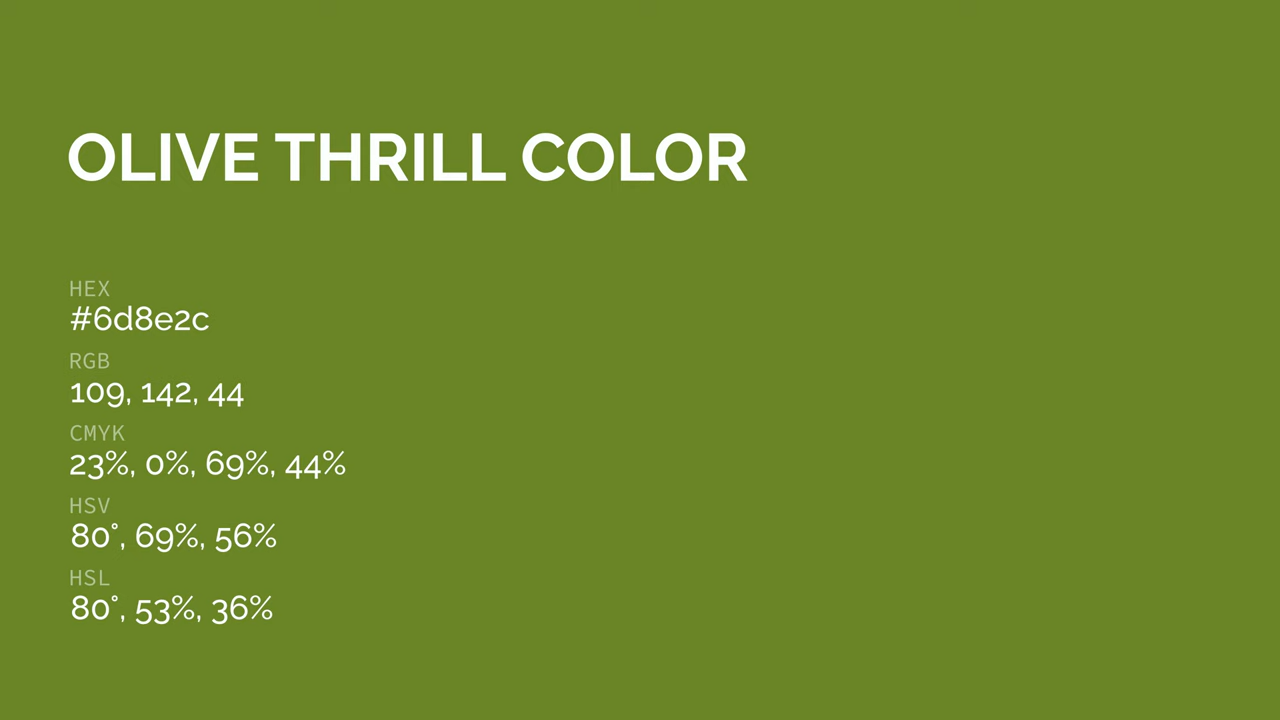 OLIVE THRILL COLOR
HEX
#6d8e2c
RGB
109, 142, 44
CMYK
23%, 0%, 69%, 44%
HSV
80°, 69%, 56%
HSL
80°, 53%, 36%